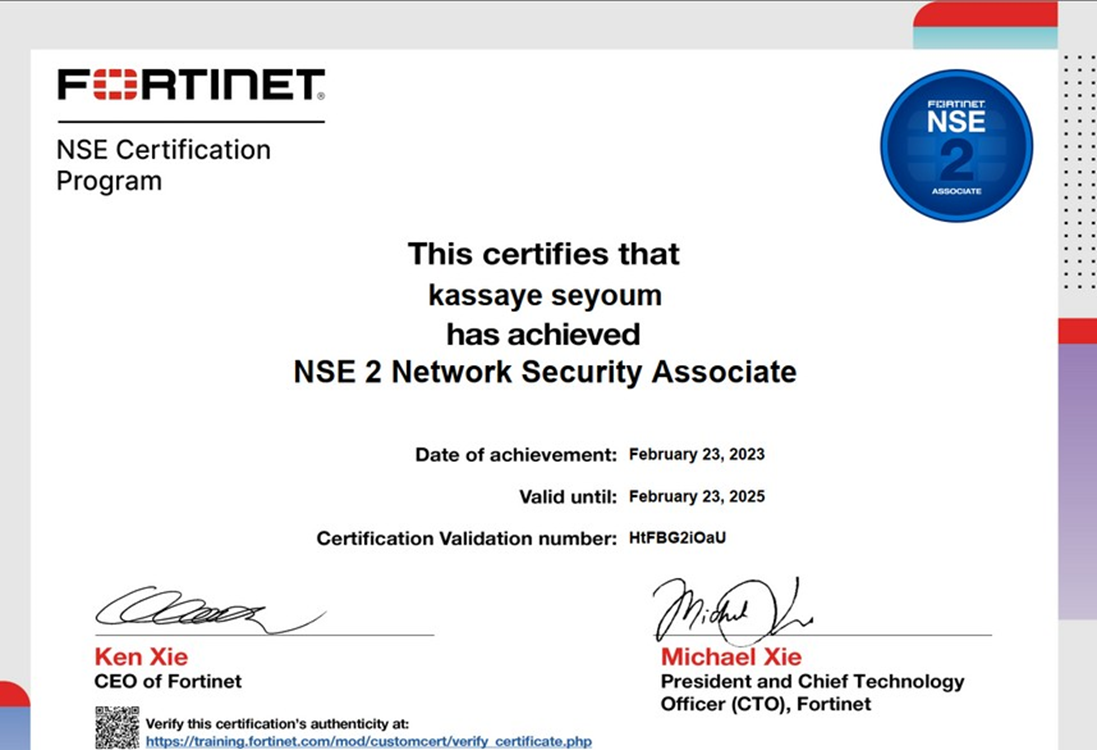 FORTINET®
NSE Certification
Program
FORTINET
NSE
2
ASSOCIATE
This certifies that
kassaye seyoum
has achieved
NSE 2 Network Security Associate
Date of achievement: February 23, 2023
Valid until: February 23, 2025
Certification Validation number: HtFBG2iOaU
Ken Xie
CEO of Fortinet
Michael Xie
President and Chief Technology
Officer (CTO), Fortinet
Verify this certification's authenticity at:
https://training.fortinet.com/mod/customcert/verify_certificate.php